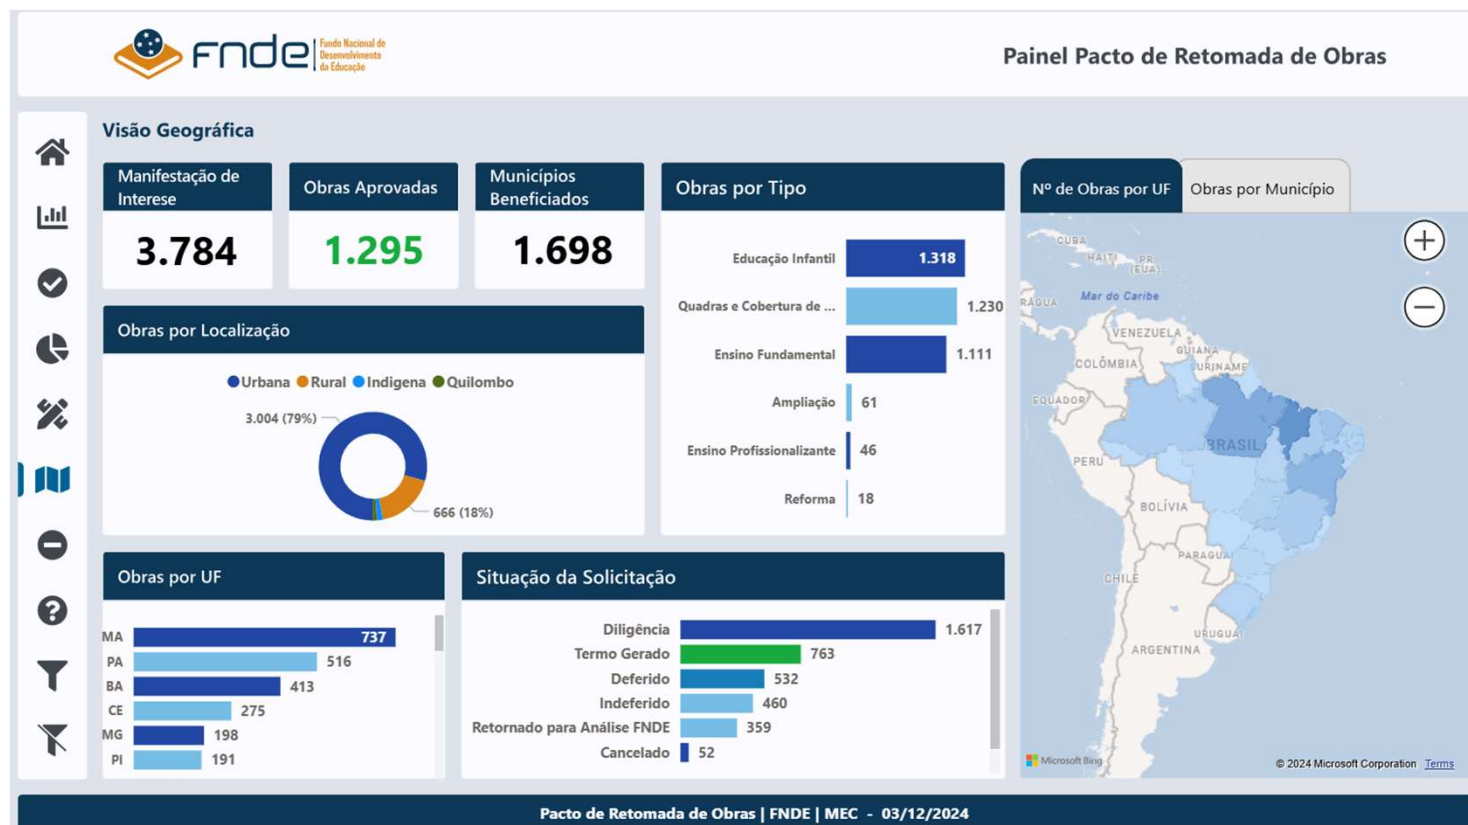 fnde
Fundo Nacional de
Desenvolvimento
da Educação
Painel Pacto de Retomada de Obras
Visão Geográfica
Manifestação de
Interese
3.784
Obras Aprovadas
1.295
Municípios
Beneficiados
1.698
Obras por Localização
Urbana Rural Indigena Quilombo
3.004 (79%)
666 (18%)
Obras por Tipo
Educação Infantil 1.318
Quadras e Cobertura de ... 1.230
Ensino Fundamental 1.111
Ampliação 61
Ensino Profissionalizante 46
Reforma 18
Nº de Obras por UF
Obras por Município
CUBA
HAITI PR
(EUA)
RÁGUA Mar do Caribe
VENEZUELA
GUIANA
COLÔMBIA URINAME
EQUADOR
BRASIL
PERU
BOLÍVIA
PARAGUAI
CHILE
URUGUAI
ARGENTINA
Microsoft Bing
© 2024 Microsoft Corporation Terms
Obras por UF
MA 737
PA 516
BA 413
CE 275
MG 198
PI 191
Situação da Solicitação
Diligência 1.617
Termo Gerado 763
Deferido 532
Indeferido 460
Retornado para Análise FNDE 359
Cancelado 52
Pacto de Retomada de Obras | FNDE | MEC - 03/12/2024